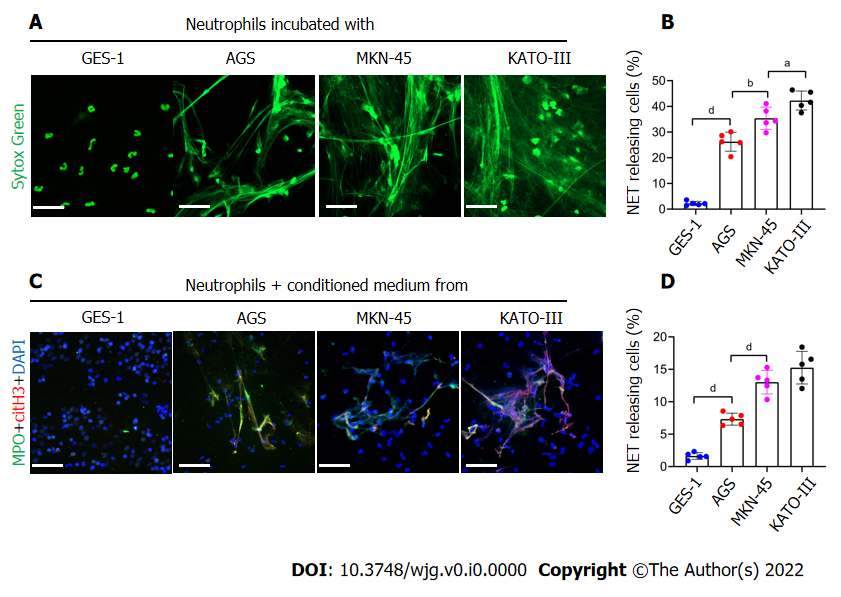 A
Neutrophils incubated with
GES-1 AGS MKN-45 KATO-III
Sytox Green
B
NET releasing cells (%)
50
40
30
20
10
0
d
b
a
GES-1 AGS MKN-45 KATO-III
C
Neutrophils + conditioned medium from
GES-1 AGS MKN-45 KATO-III
MPO+citH3+DAPI
D
NET releasing cells (%)
20
15
10
5
0
d
d
GES-1 AGS MKN-45 KATO-III
DOI: 10.3748/wjg.v0.i0.0000 Copyright ©The Author(s) 2022